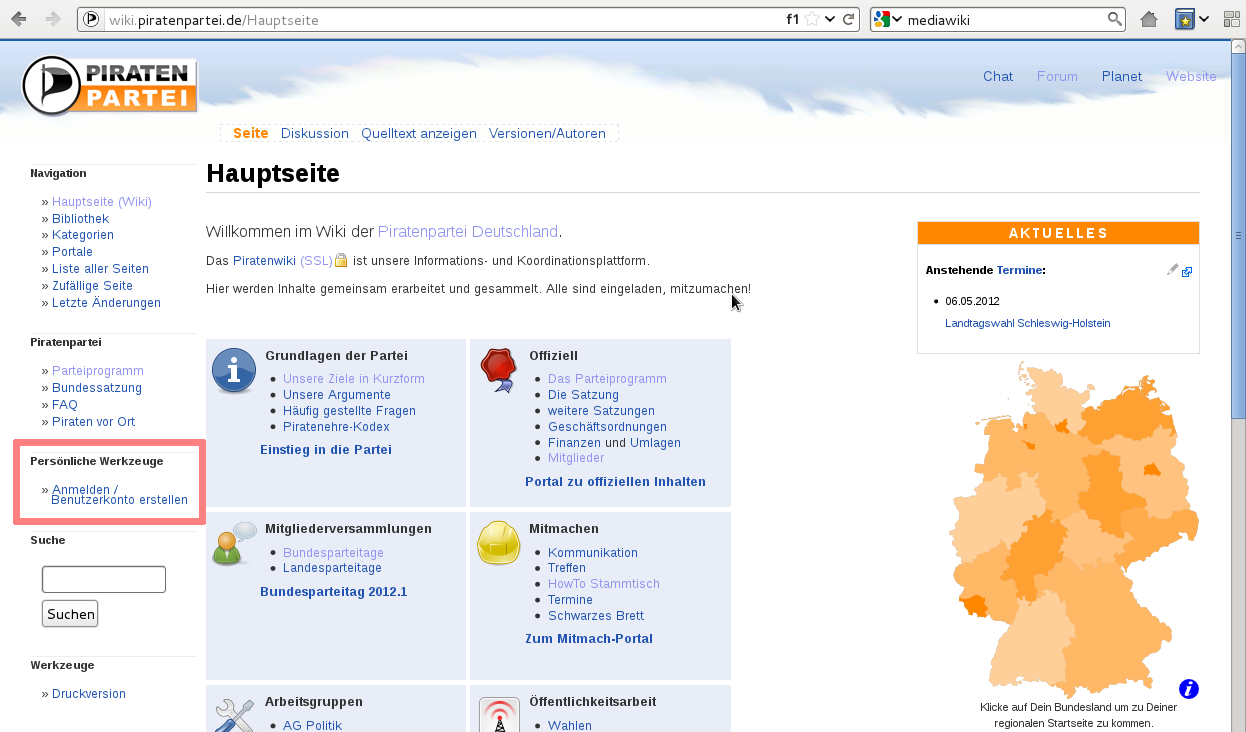 wiki.piratenpartei.de/Hauptseite
f1
mediawiki
PIRATEN
PARTEI
Chat Forum Planet Website
Seite Diskussion Quelltext anzeigen Versionen/Autoren
Navigation
» Hauptseite (Wiki)
» Bibliothek
» Kategorien
» Portale
» Liste aller Seiten
» Zufällige Seite
» Letzte Änderungen
Piratenpartei
» Parteiprogramm
» Bundessatzung
» FAQ
» Piraten vor Ort
Persönliche Werkzeuge
» Anmelden /
Benutzerkonto erstellen
Suche
Suchen
Werkzeuge
» Druckversion
Hauptseite
Willkommen im Wiki der Piratenpartei Deutschland.
Das Piratenwiki (SSL) ist unsere Informations- und Koordinationsplattform.
Hier werden Inhalte gemeinsam erarbeitet und gesammelt. Alle sind eingeladen, mitzumachen!
Grundlagen der Partei
• Unsere Ziele in Kurzform
• Unsere Argumente
• Häufig gestellte Fragen
• Piratenehre-Kodex
Einstieg in die Partei
Offiziell
• Das Parteiprogramm
• Die Satzung
• weitere Satzungen
• Geschäftsordnungen
• Finanzen und Umlagen
• Mitglieder
Portal zu offiziellen Inhalten
Mitgliederversammlungen
• Bundesparteitage
• Landesparteitage
Bundesparteitag 2012.1
Mitmachen
• Kommunikation
• Treffen
• HowTo Stammtisch
• Termine
• Schwarzes Brett
Zum Mitmach-Portal
Arbeitsgruppen
• AG Politik
Öffentlichkeitsarbeit
• Wahlen
AKTUELLES
Anstehende Termine:
• 06.05.2012
Landtagswahl Schleswig-Holstein
Klicke auf Dein Bundesland um zu Deiner
regionalen Startseite zu kommen.